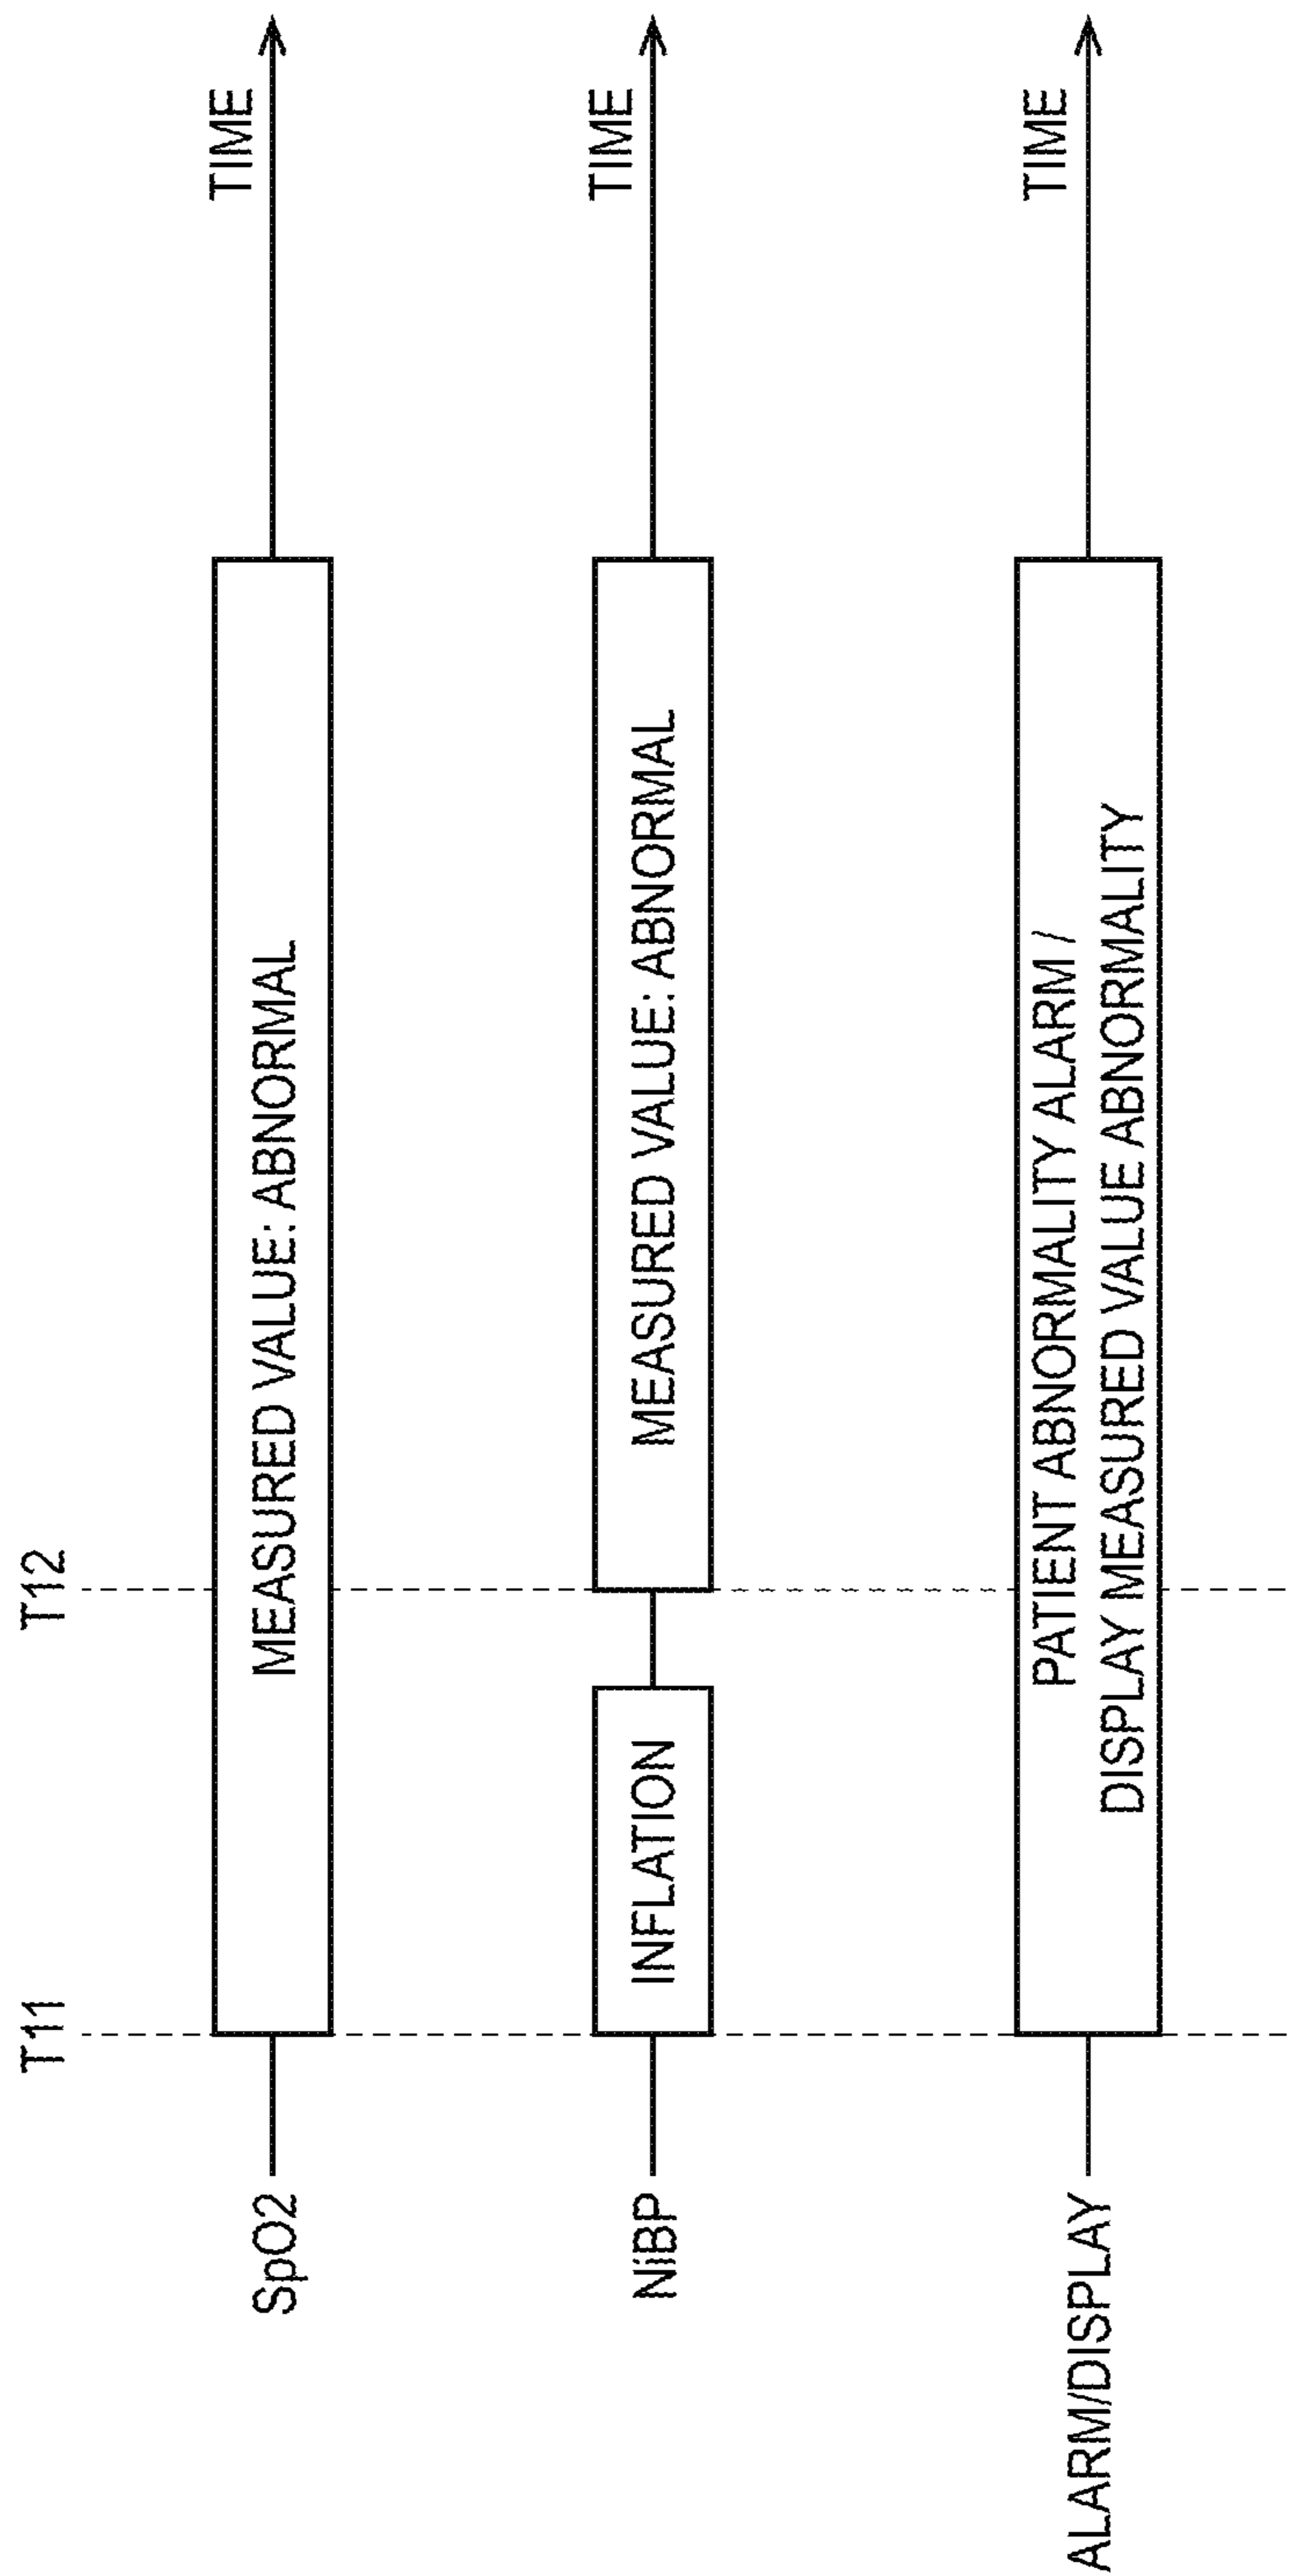 T11
T12
SpO2
MEASURED VALUE: ABNORMAL
TIME
NiBP
INFLATION
MEASURED VALUE: ABNORMAL
TIME
ALARM/DISPLAY
PATIENT ABNORMALITY ALARM /
DISPLAY MEASURED VALUE ABNORMALITY
TIME